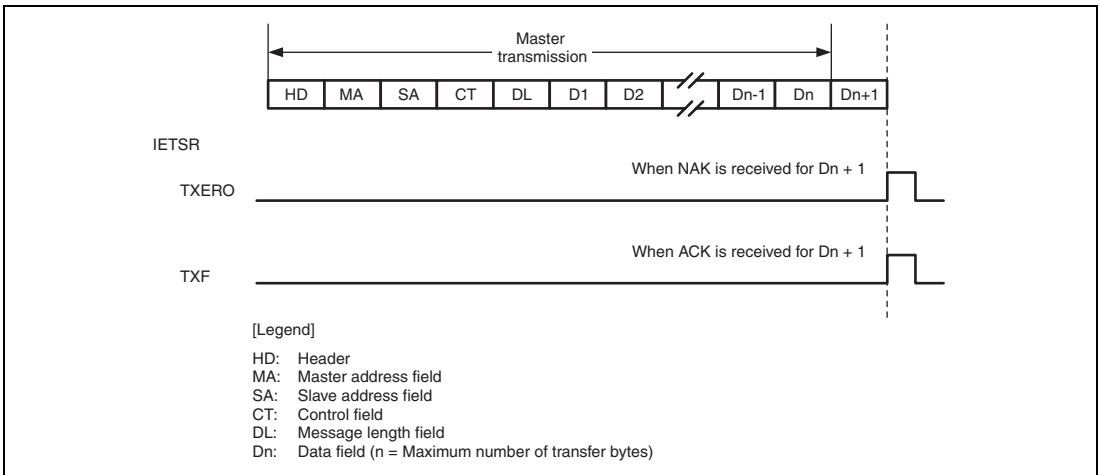 Master
transmission
HD MA SA CT DL D1 D2 Dn-1 Dn Dn+1
IETSR
When NAK is received for Dn + 1
TXERO
When ACK is received for Dn + 1
TXF
[Legend]
HD: Header
MA: Master address field
SA: Slave address field
CT: Control field
DL: Message length field
Dn: Data field (n = Maximum number of transfer bytes)